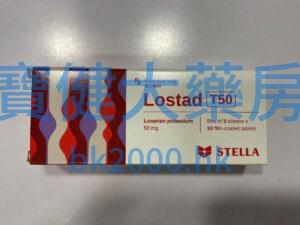 寶健大藥房
Rx
Lostad T50
Losartan potassium
50 mg
Box of 3 blisters x
10 film-coated tablets
STELLA
bk2000.hk